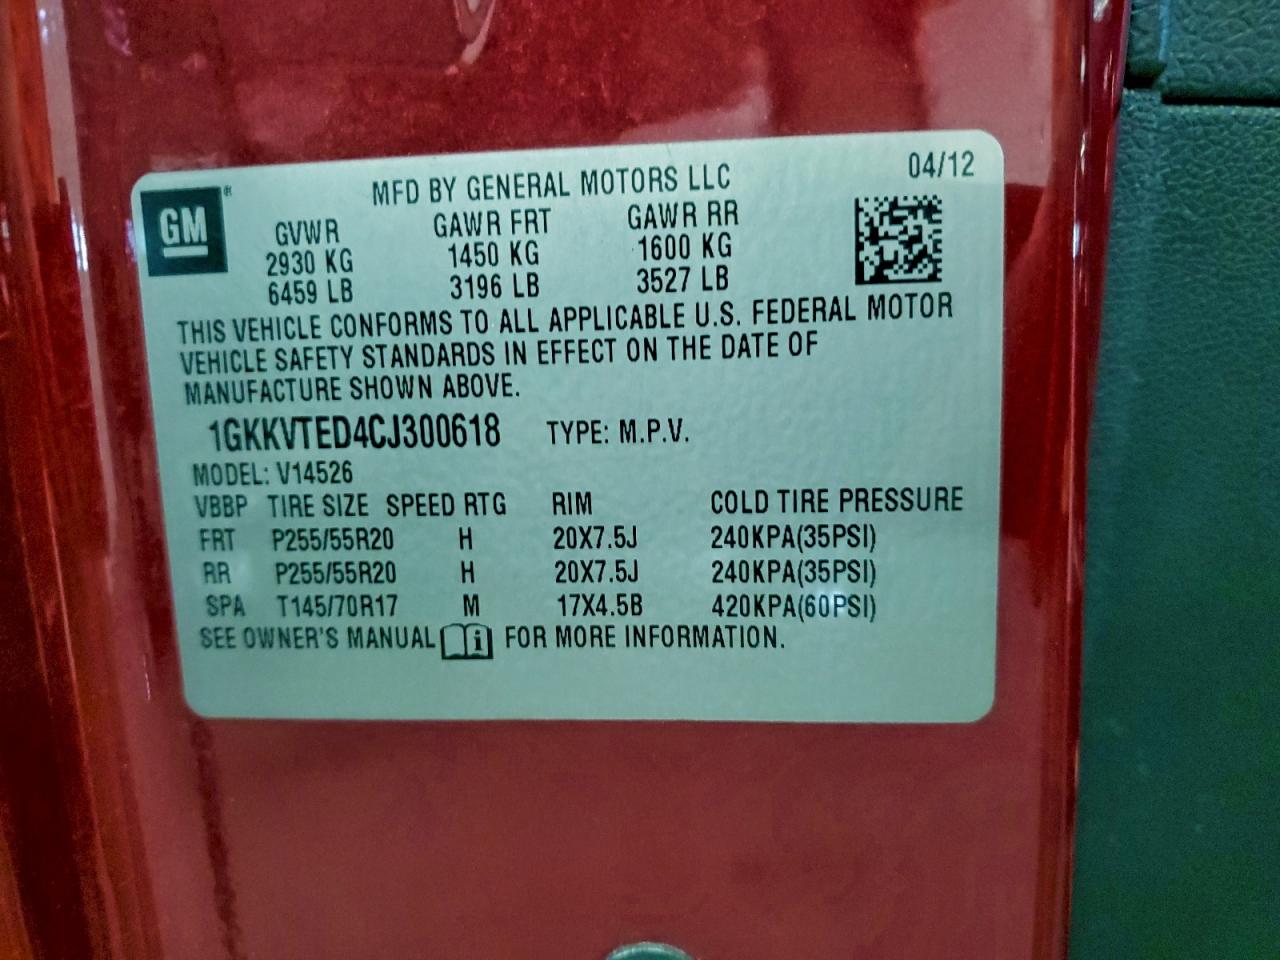 GM®
MFD BY GENERAL MOTORS LLC 04/12
GVWR GAWR FRT GAWR RR
2930 KG 1450 KG 1600 KG
6459 LB 3196 LB 3527 LB
THIS VEHICLE CONFORMS TO ALL APPLICABLE U.S. FEDERAL MOTOR
VEHICLE SAFETY STANDARDS IN EFFECT ON THE DATE OF
MANUFACTURE SHOWN ABOVE.
1GKKVTED4CJ300618 TYPE: M.P.V.
MODEL: V14526
VBBP TIRE SIZE SPEED RTG RIM COLD TIRE PRESSURE
FRT P255/55R20 H 20X7.5J 240KPA(35PSI)
RR P255/55R20 H 20X7.5J 240KPA(35PSI)
SPA T145/70R17 M 17X4.5B 420KPA(60PSI)
SEE OWNER'S MANUAL i FOR MORE INFORMATION.